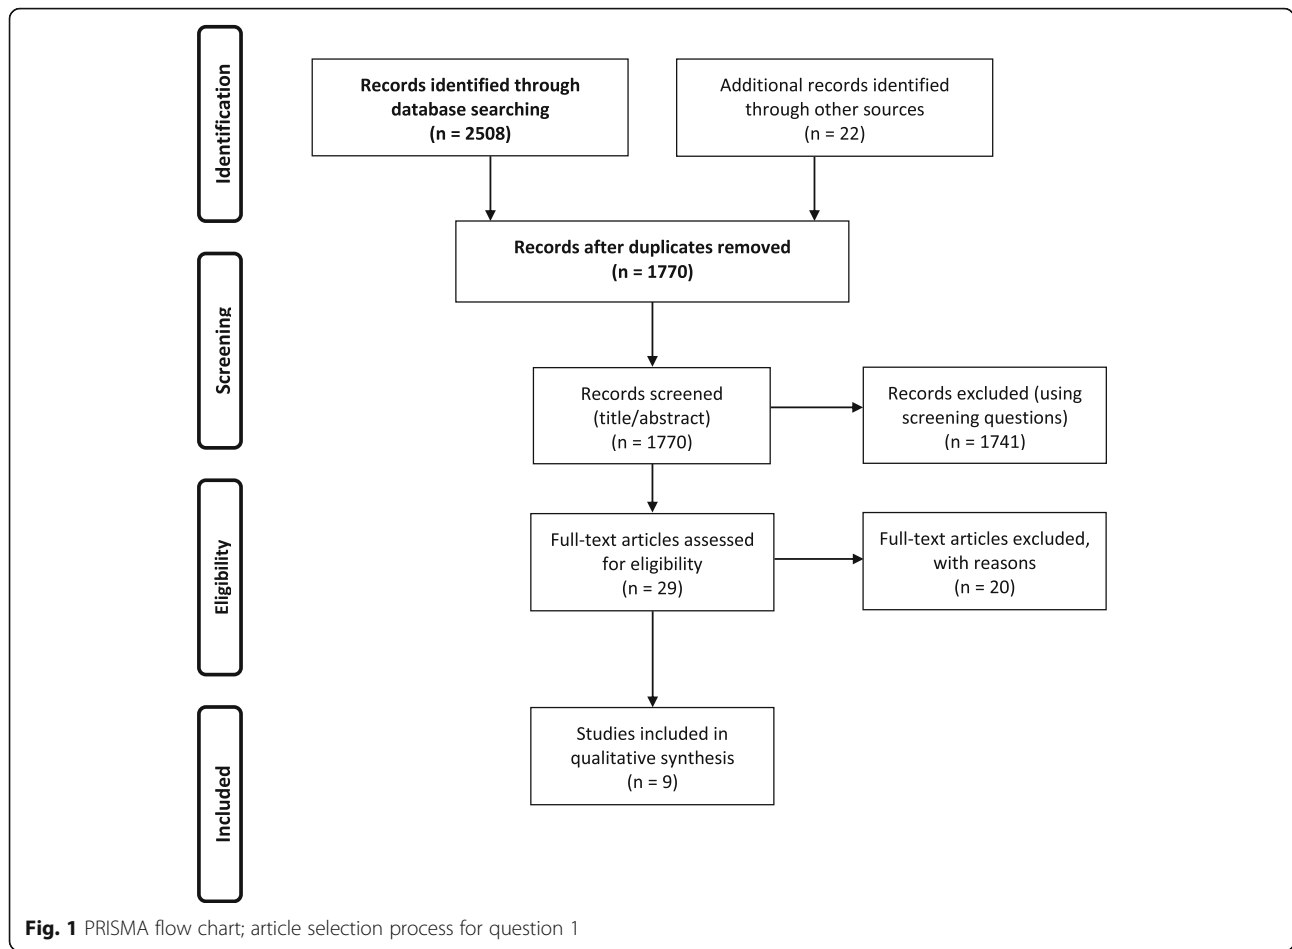 Identification
Records identified through
database searching
(n = 2508)
Additional records identified
through other sources
(n = 22)
Records after duplicates removed
(n = 1770)
Screening
Records screened
(title/abstract)
(n = 1770)
Records excluded (using
screening questions)
(n = 1741)
Eligibility
Full-text articles assessed
for eligibility
(n = 29)
Full-text articles excluded,
with reasons
(n = 20)
Included
Studies included in
qualitative synthesis
(n = 9)
Fig. 1 PRISMA flow chart; article selection process for question 1